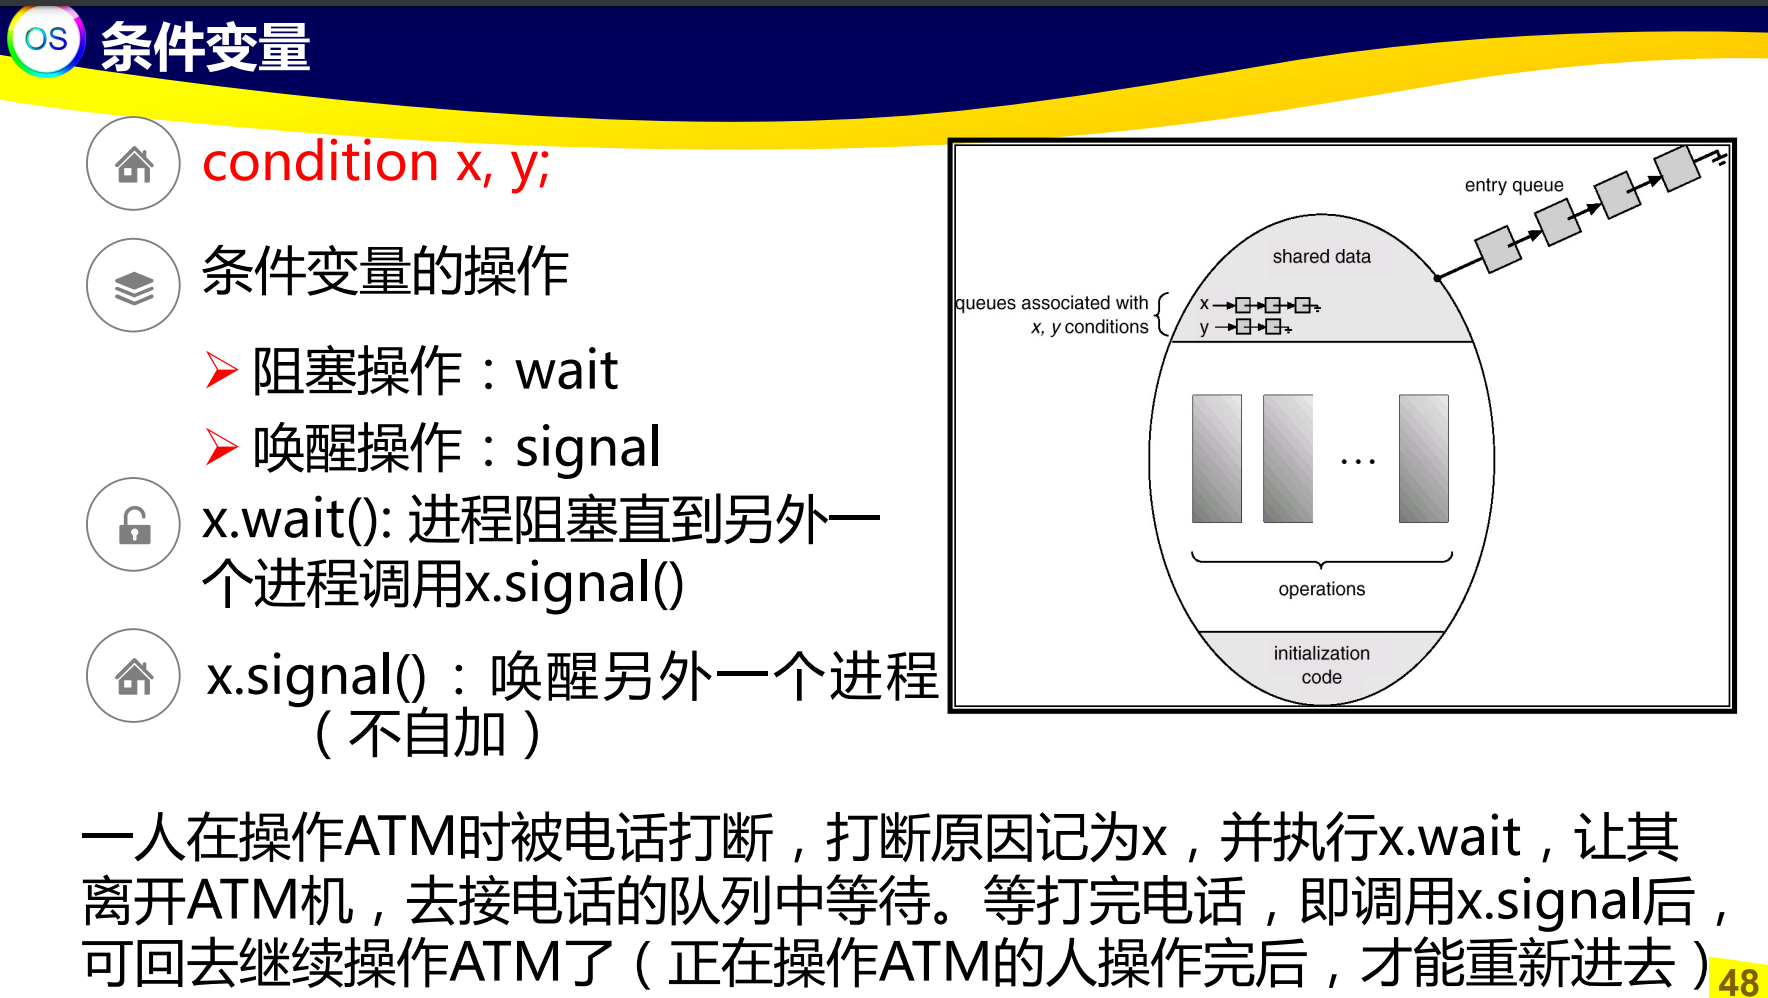 OS 条件变量
condition x, y;
条件变量的操作
阻塞操作：wait
唤醒操作：signal
x.wait(): 进程阻塞直到另外一
个进程调用x.signal()
x.signal()：唤醒另外一个进程
（不自加）
entry queue
shared data
queues associated with
x, y conditions
x
y
...
operations
initialization
code
一人在操作ATM时被电话打断，打断原因记为x，并执行x.wait，让其
离开ATM机，去接电话的队列中等待。等打完电话，即调用x.signal后，
可回去继续操作ATM了（正在操作ATM的人操作完后，才能重新进去）
48